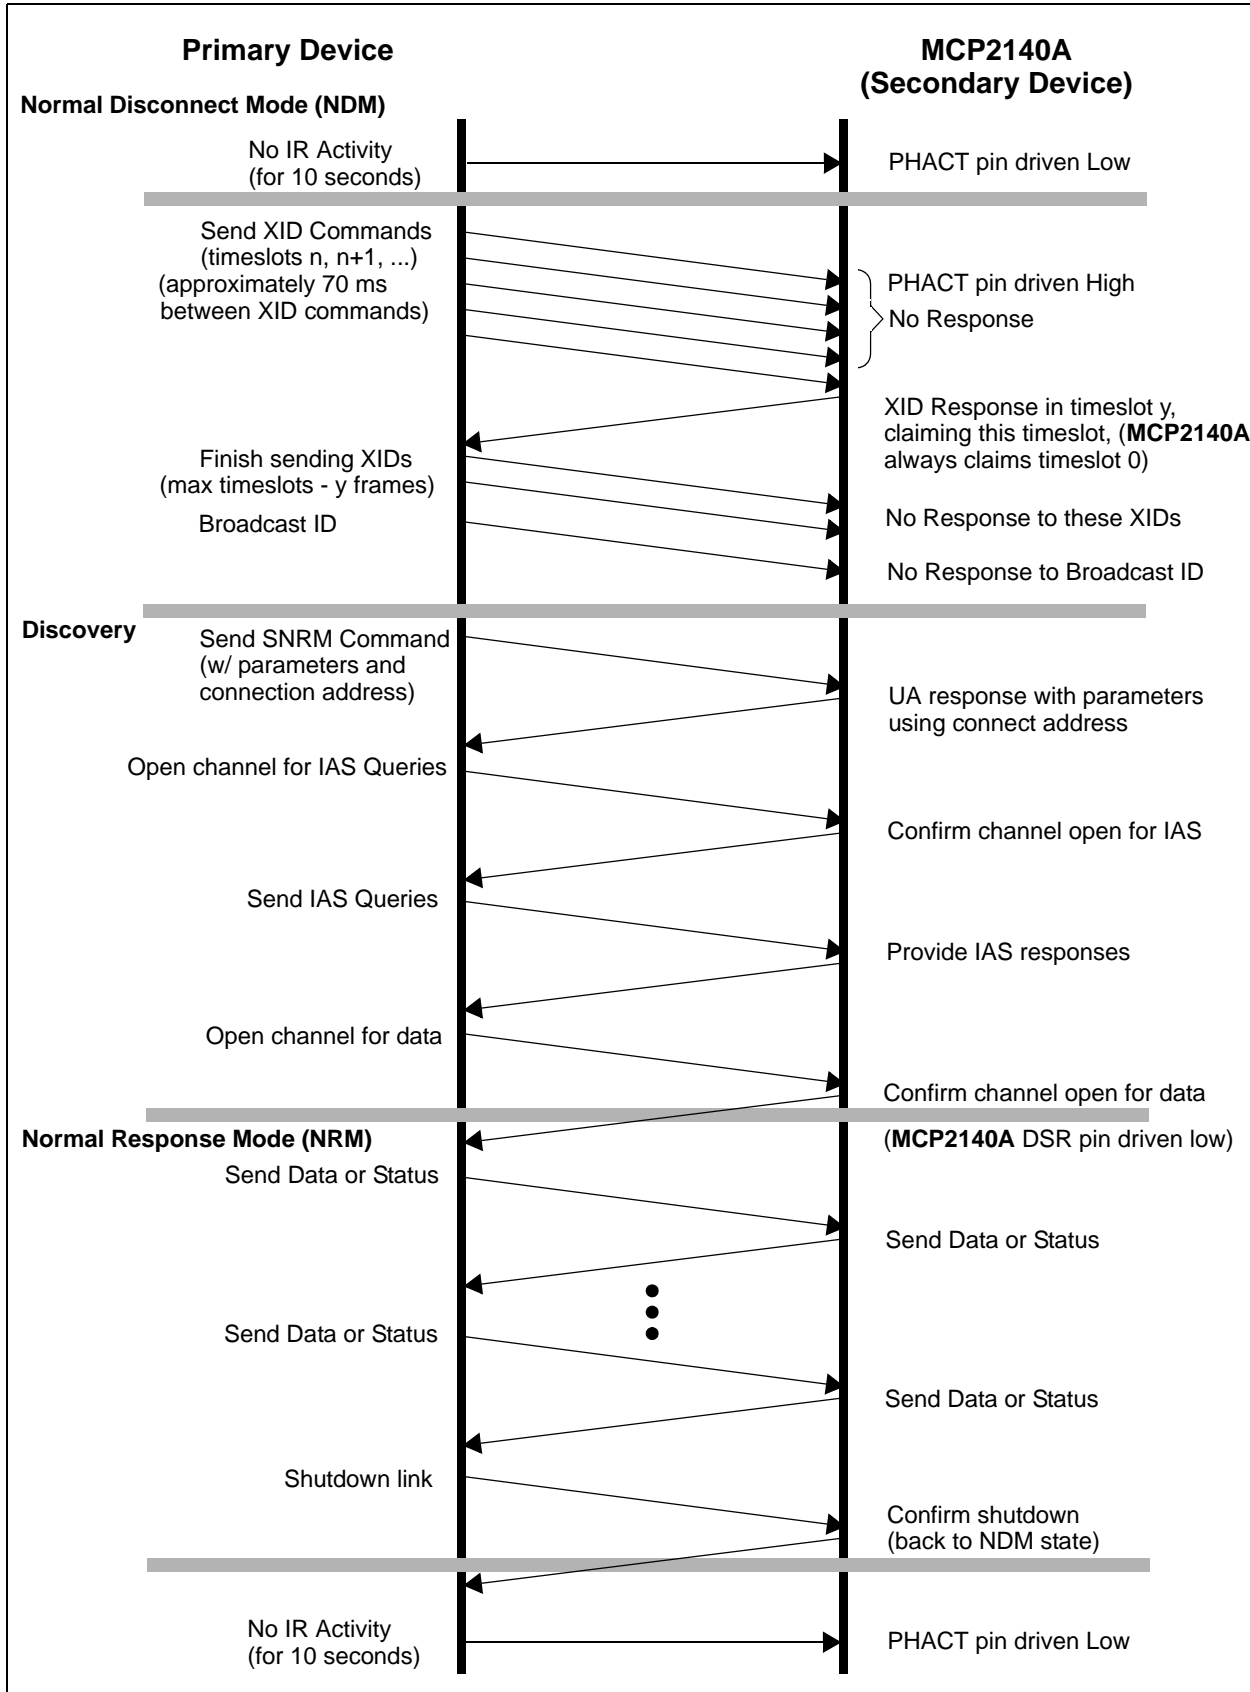 Primary Device
MCP2140A
(Secondary Device)
Normal Disconnect Mode (NDM)
No IR Activity
(for 10 seconds)
PHACT pin driven Low
Send XID Commands
(timeslots n, n+1, ...)
(approximately 70 ms
between XID commands)
PHACT pin driven High
No Response
XID Response in timeslot y,
claiming this timeslot, (MCP2140A
always claims timeslot 0)
Finish sending XIDs
(max timeslots - y frames)
Broadcast ID
No Response to these XIDs
No Response to Broadcast ID
Discovery
Send SNRM Command
(w/ parameters and
connection address)
UA response with parameters
using connect address
Open channel for IAS Queries
Confirm channel open for IAS
Send IAS Queries
Provide IAS responses
Open channel for data
Confirm channel open for data
Normal Response Mode (NRM)
(MCP2140A DSR pin driven low)
Send Data or Status
Send Data or Status
Send Data or Status
Send Data or Status
Shutdown link
Confirm shutdown
(back to NDM state)
No IR Activity
(for 10 seconds)
PHACT pin driven Low